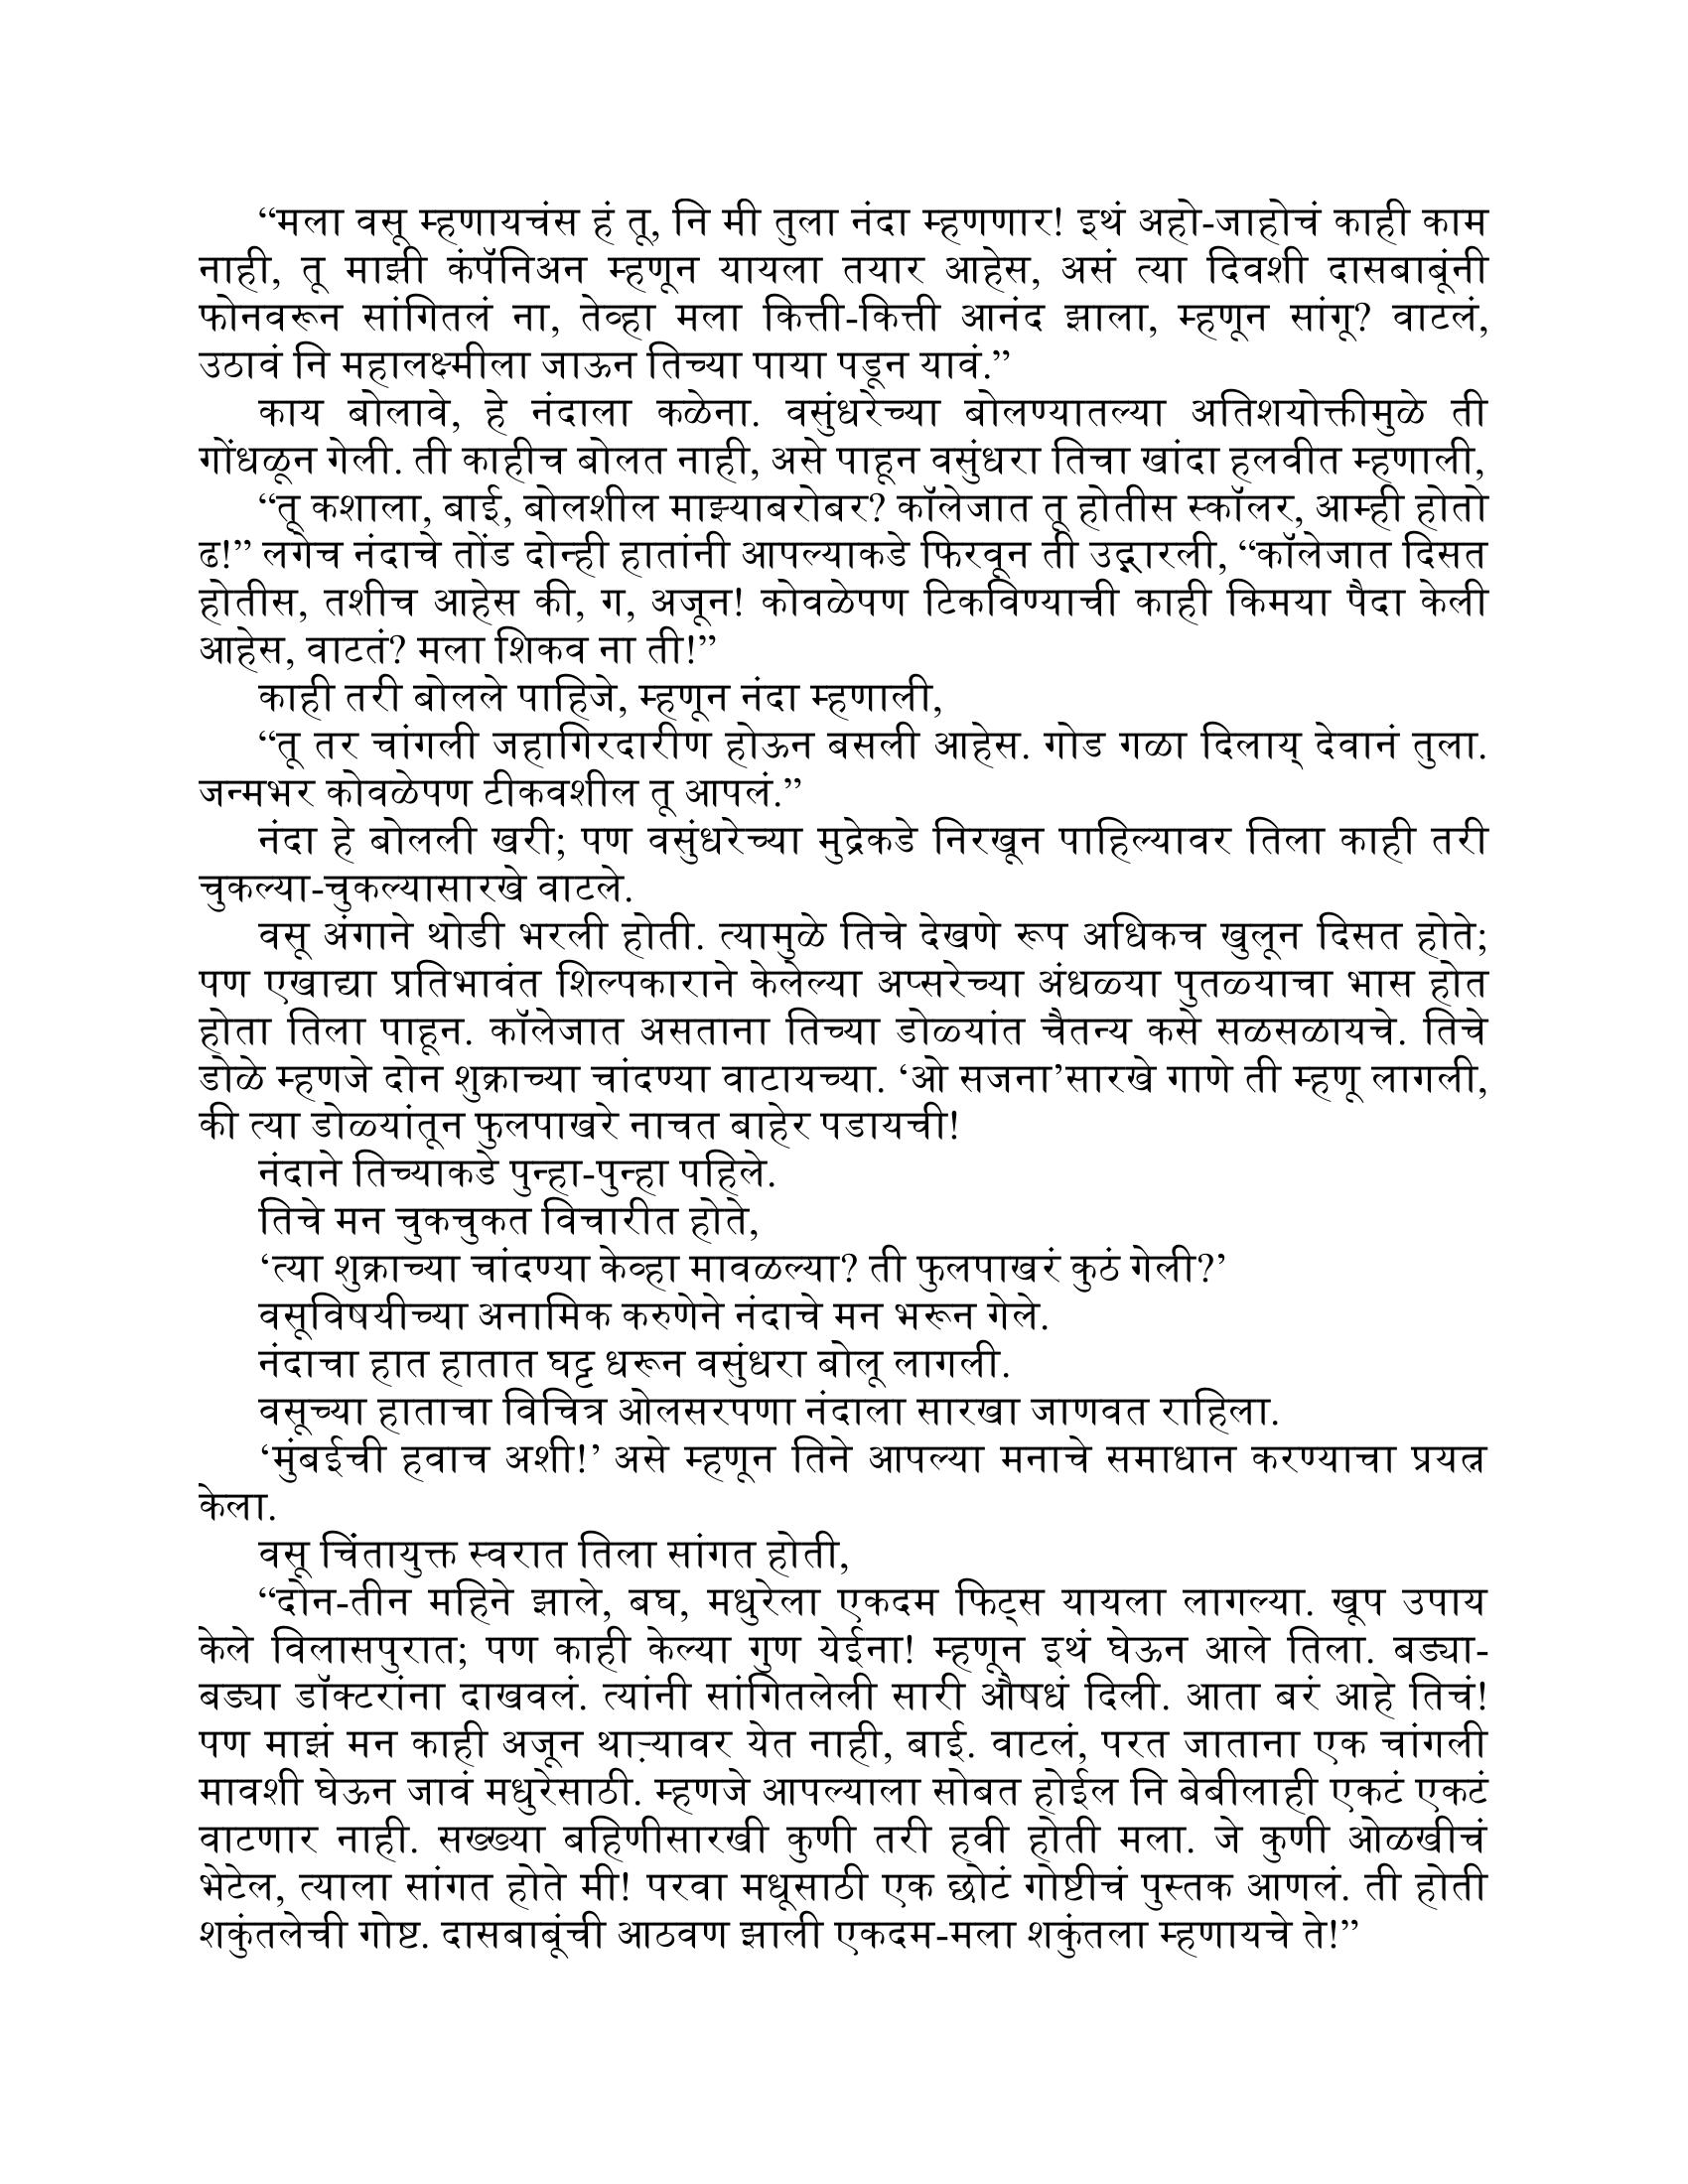 “मला वसू म्हणायचंस हं तू, नि मी तुला नंदा म्हणणार! इथं अहो-जाहोचं काही काम
नाही, तू माझी कंपॅनिअन म्हणून यायला तयार आहेस, असं त्या दिवशी दासबाबूंनी
फोनवरून सांगितलं ना, तेव्हा मला कित्ती-कित्ती आनंद झाला, म्हणून सांगू? वाटलं,
उठावं नि महालक्ष्मीला जाऊन तिच्या पाया पडून यावं.”
काय बोलावे, हे नंदाला कळेना. वसुंधरेच्या बोलण्यातल्या अतिशयोक्तीमुळे ती
गोंधळून गेली. ती काहीच बोलत नाही, असे पाहून वसुंधरा तिचा खांदा हलवीत म्हणाली,
“तू कशाला, बाई, बोलशील माझ्याबरोबर? कॉलेजात तू होतीस स्कॉलर, आम्ही होतो
ढ!” लगेच नंदाचे तोंड दोन्ही हातांनी आपल्याकडे फिरवून ती उद्गारली, “कॉलेजात दिसत
होतीस, तशीच आहेस की, ग, अजून! कोवळेपण टिकविण्याची काही किमया पैदा केली
आहेस, वाटतं? मला शिकव ना ती!”
काही तरी बोलले पाहिजे, म्हणून नंदा म्हणाली,
“तू तर चांगली जहागिरदारीण होऊन बसली आहेस. गोड गळा दिलाय् देवानं तुला.
जन्मभर कोवळेपण टीकवशील तू आपलं.”
नंदा हे बोलली खरी; पण वसुंधरेच्या मुद्रेकडे निरखून पाहिल्यावर तिला काही तरी
चुकल्या-चुकल्यासारखे वाटले.
वसू अंगाने थोडी भरली होती. त्यामुळे तिचे देखणे रूप अधिकच खुलून दिसत होते;
पण एखाद्या प्रतिभावंत शिल्पकाराने केलेल्या अप्सरेच्या अंधळ्या पुतळ्याचा भास होत
होता तिला पाहून. कॉलेजात असताना तिच्या डोळ्यांत चैतन्य कसे सळसळायचे. तिचे
डोळे म्हणजे दोन शुक्राच्या चांदण्या वाटायच्या. ‘ओ सजना’सारखे गाणे ती म्हणू लागली,
की त्या डोळ्यांतून फुलपाखरे नाचत बाहेर पडायची!
नंदाने तिच्याकडे पुन्हा-पुन्हा पहिले.
तिचे मन चुकचुकत विचारीत होते,
‘त्या शुक्राच्या चांदण्या केव्हा मावळल्या? ती फुलपाखरं कुठं गेली?’
वसूविषयीच्या अनामिक करुणेने नंदाचे मन भरून गेले.
नंदाचा हात हातात घट्ट धरून वसुंधरा बोलू लागली.
वसूच्या हाताचा विचित्र ओलसरपणा नंदाला सारखा जाणवत राहिला.
‘मुंबईची हवाच अशी!’ असे म्हणून तिने आपल्या मनाचे समाधान करण्याचा प्रयत्न
केला.
वसू चिंतायुक्त स्वरात तिला सांगत होती,
“दोन-तीन महिने झाले, बघ, मधुरेला एकदम फिट्स यायला लागल्या. खूप उपाय
केले विलासपुरात; पण काही केल्या गुण येईना! म्हणून इथं घेऊन आले तिला. बड्या-
बड्या डॉक्टरांना दाखवलं. त्यांनी सांगितलेली सारी औषधं दिली. आता बरं आहे तिचं!
पण माझं मन काही अजून थाऱ्यावर येत नाही, बाई. वाटलं, परत जाताना एक चांगली
मावशी घेऊन जावं मधुरेसाठी. म्हणजे आपल्याला सोबत होईल नि बेबीलाही एकटं एकटं
वाटणार नाही. सख्ख्या बहिणीसारखी कुणी तरी हवी होती मला. जे कुणी ओळखीचं
भेटेल, त्याला सांगत होते मी! परवा मधूसाठी एक छोटं गोष्टीचं पुस्तक आणलं. ती होती
शकुंतलेची गोष्ट. दासबाबूंची आठवण झाली एकदम-मला शकुंतला म्हणायचे ते!”